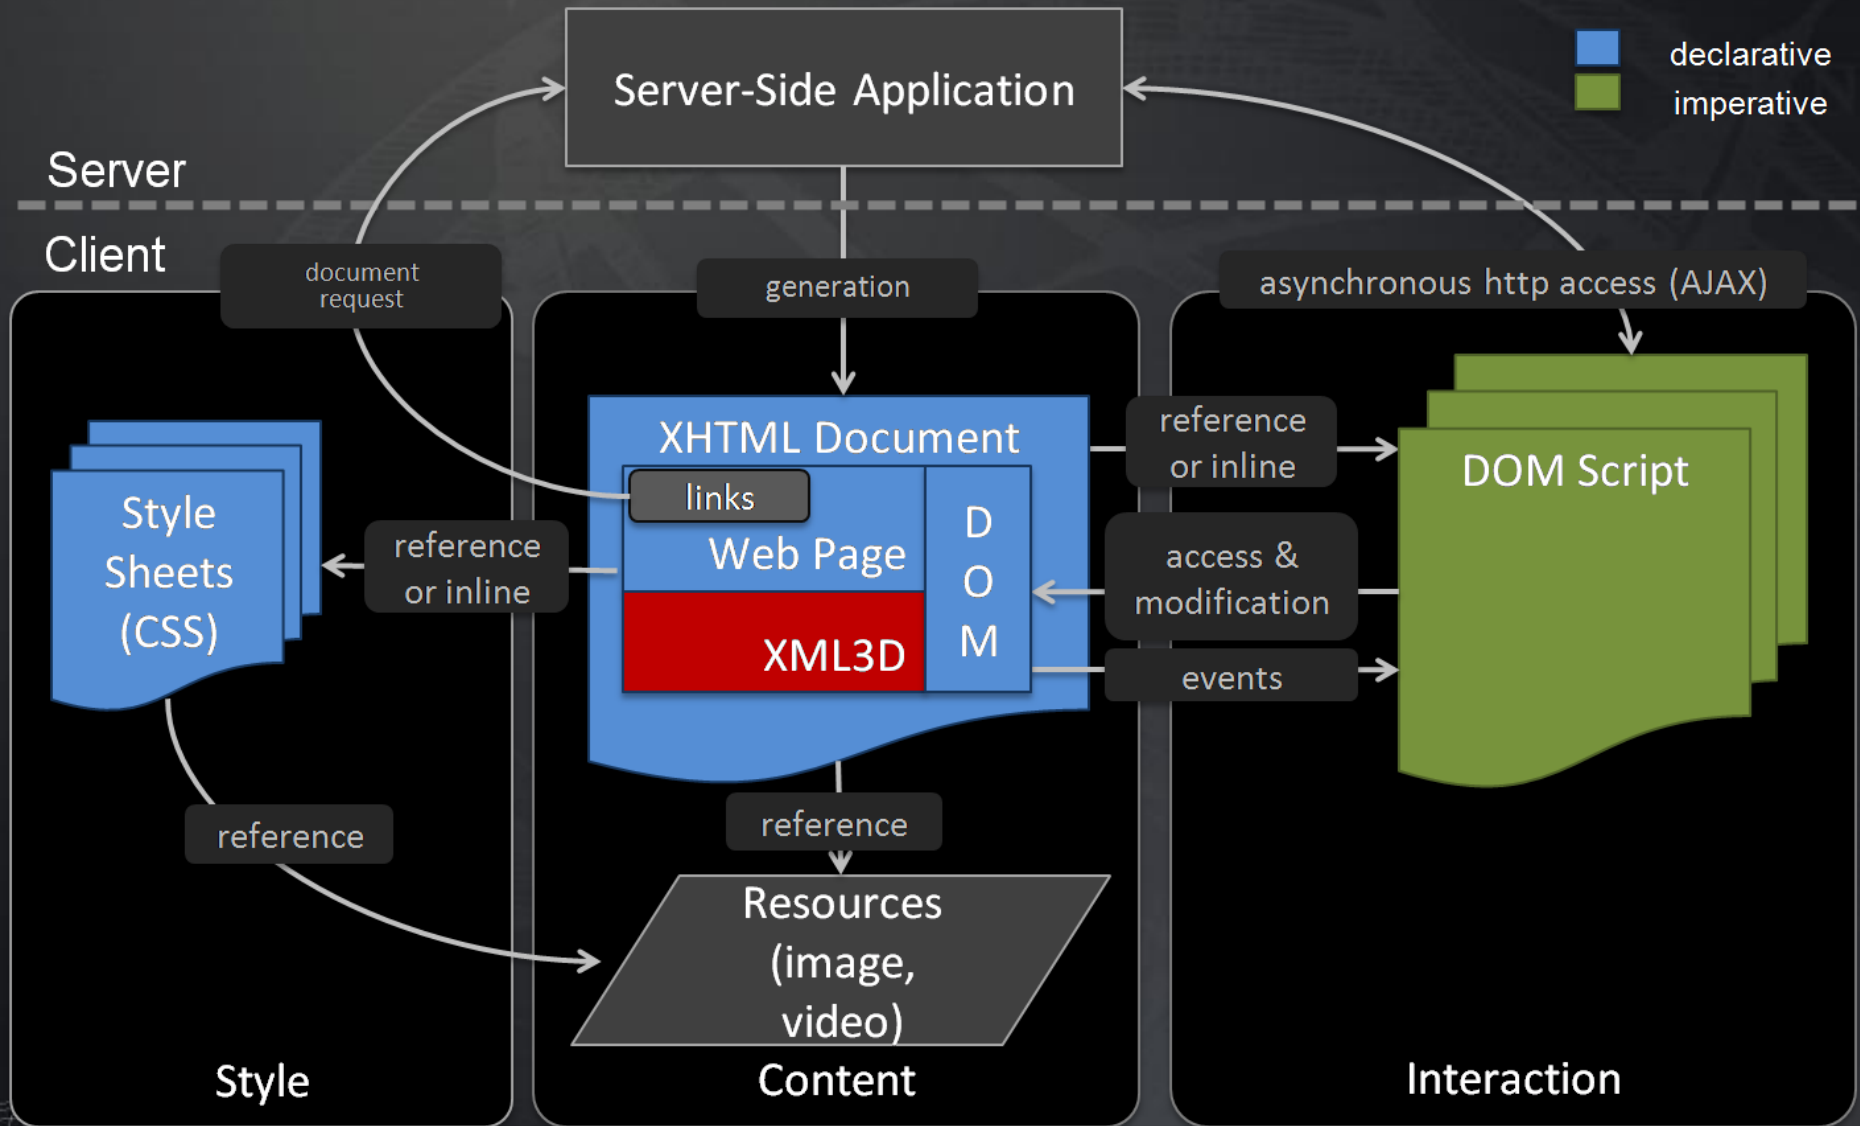 Server-Side Application
declarative
imperative
Server
Client
document
request
generation
asynchronous http access (AJAX)
XHTML Document
links
Web Page
XML3D
D
O
M
reference
or inline
DOM Script
access &
modification
events
reference
or inline
Style
Sheets
(CSS)
reference
reference
Resources
(image,
video)
Style
Content
Interaction